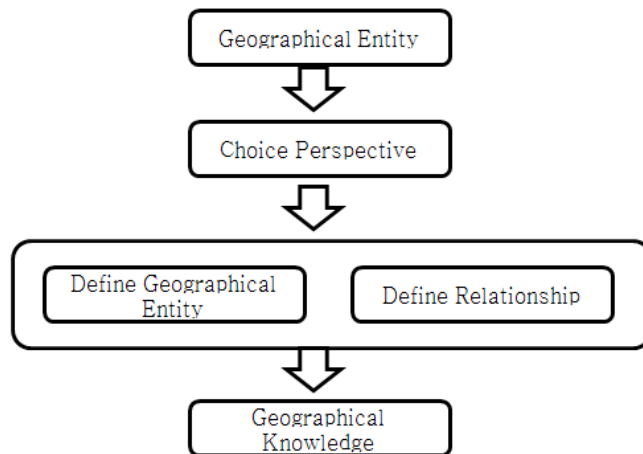 Geographical Entity
Choice Perspective
Define Geographical
Entity
Define Relationship
Geographical
Knowledge